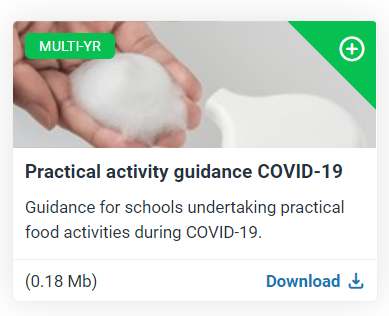 MULTI-YR
Practical activity guidance COVID-19
Guidance for schools undertaking practical
food activities during COVID-19.
(0.18 Mb)
Download